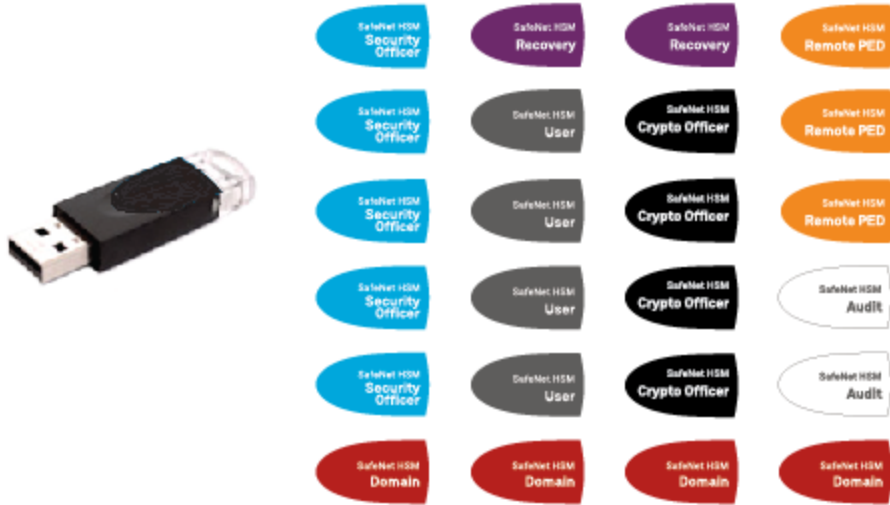 SafeNet HSM
Security
Officer
SafeNet HSM
Recovery
SafeNet HSM
Recovery
SafeNet HSM
Remote PED
SafeNet HSM
Security
Officer
SafeNet HSM
User
SafeNet HSM
Crypto Officer
SafeNet HSM
Remote PED
SafeNet HSM
Security
Officer
SafeNet HSM
User
SafeNet HSM
Crypto Officer
SafeNet HSM
Remote PED
SafeNet HSM
Security
Officer
SafeNet HSM
User
SafeNet HSM
Crypto Officer
SafeNet HSM
Audit
SafeNet HSM
Security
Officer
SafeNet HSM
User
SafeNet HSM
Crypto Officer
SafeNet HSM
Audit
SafeNet HSM
Domain
SafeNet HSM
Domain
SafeNet HSM
Domain
SafeNet HSM
Domain